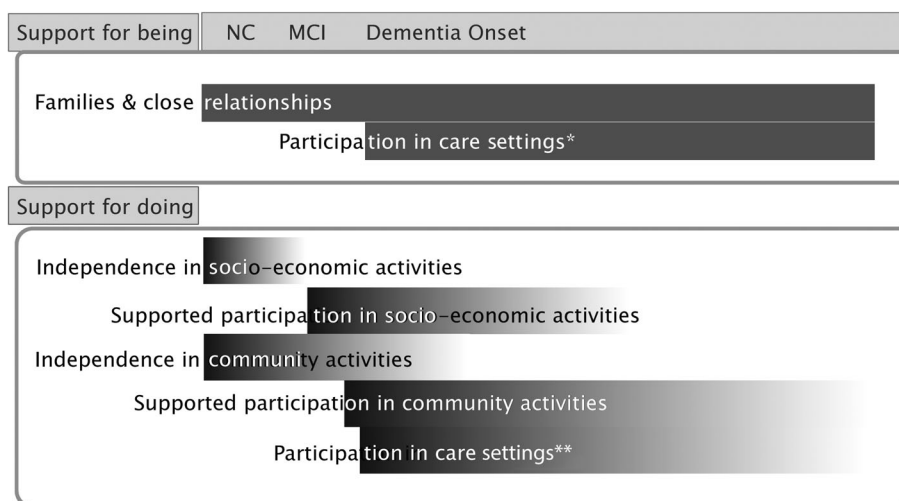 Support for being NC MCI Dementia Onset
Families & close relationships
Participation in care settings*
Support for doing
Independence in socio-economic activities
Supported participation in socio-economic activities
Independence in community activities
Supported participation in community activities
Participation in care settings**